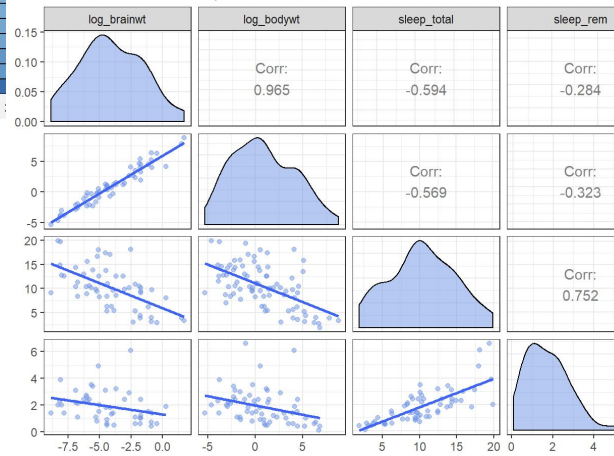 log_brainwt log_bodywt sleep_total sleep_rem
0.15
0.10
0.05
0.00
Corr:
0.965
Corr:
-0.594
Corr:
-0.284
5
0
-5
Corr:
-0.569
Corr:
-0.323
20
15
10
5
Corr:
0.752
6
4
2
0
-7.5 -5.0 -2.5 0.0 -5 0 5 5 10 15 20 0 2 4